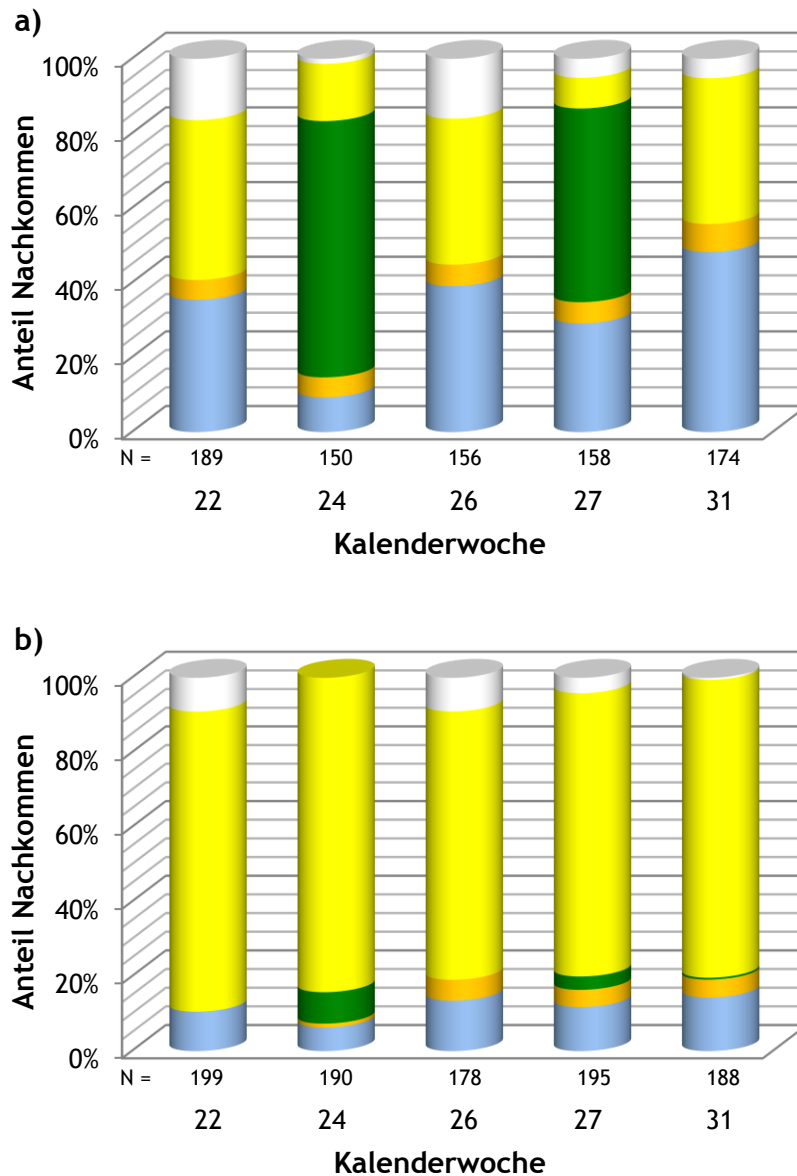 a)
100%
80%
60%
40%
20%
0%
Anteil Nachkommen
N = 189 150 156 158 174
22 24 26 27 31
Kalenderwoche
b)
100%
80%
60%
40%
20%
0%
Anteil Nachkommen
N = 199 190 178 195 188
22 24 26 27 31
Kalenderwoche